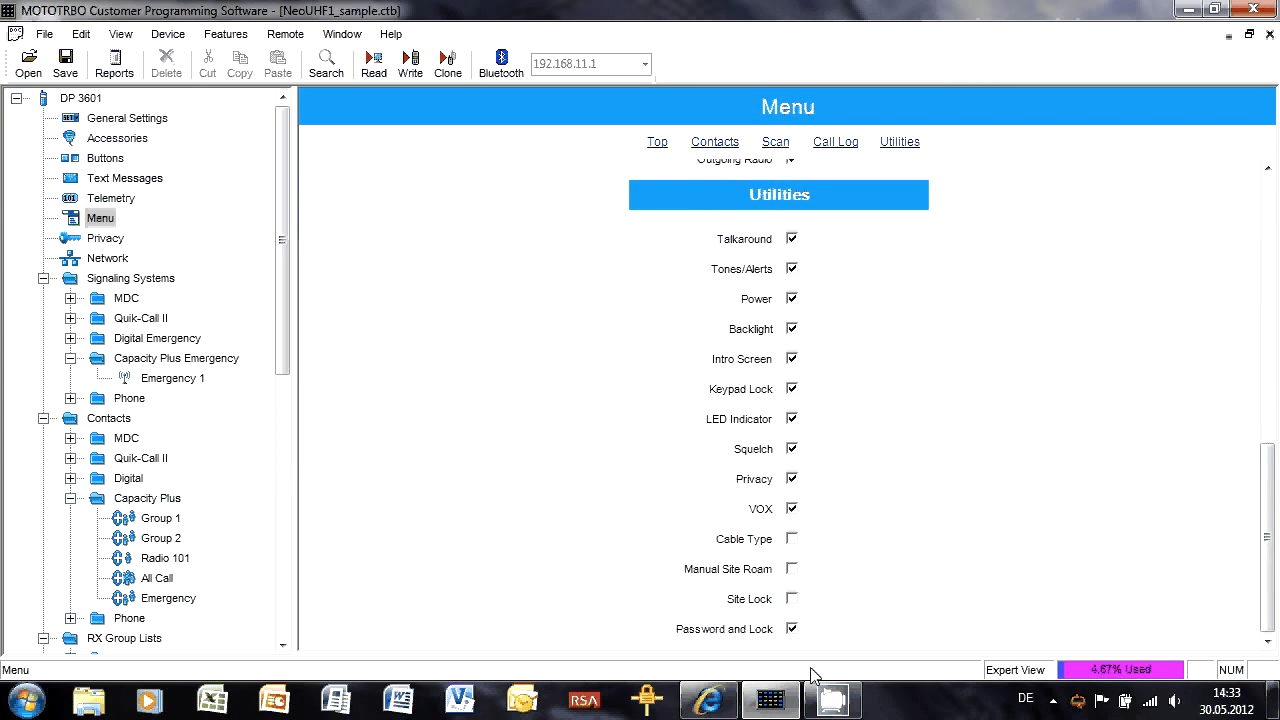 MOTOTRBO Customer Programming Software - [NeoUHF1_sample.ctb]
File Edit View Device Features Remote Window Help
Open Save Reports Delete Cut Copy Paste Search Read Write Clone Bluetooth 192.168.11.1
DP 3601
General Settings
Accessories
Buttons
Text Messages
Telemetry
Menu
Privacy
Network
Signaling Systems
MDC
Quik-Call II
Digital Emergency
Capacity Plus Emergency
Emergency 1
Phone
Contacts
MDC
Quik-Call II
Digital
Capacity Plus
Group 1
Group 2
Radio 101
All Call
Emergency
Phone
RX Group Lists
Menu
Top Contacts Scan Call Log Utilities
Outgoing Radio
Utilities
Talkaround
Tones/Alerts
Power
Backlight
Intro Screen
Keypad Lock
LED Indicator
Squelch
Privacy
VOX
Cable Type
Manual Site Roam
Site Lock
Password and Lock
Menu Expert View 4.67% Used NUM
RSA DE 14:33
30.05.2012